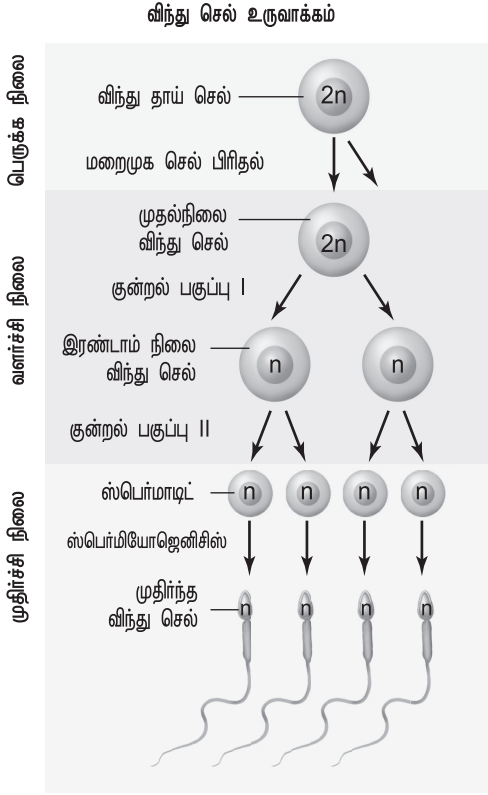 விந்து செல் உருவாக்கம்
பெருக்க நிலை
விந்து தாய் செல்
2n
மறைமுக செல் பிரிதல்
வளர்ச்சி நிலை
முதல்நிலை
விந்து செல்
2n
குன்றல் பகுப்பு I
இரண்டாம் நிலை
விந்து செல்
n n
குன்றல் பகுப்பு II
முதிர்ச்சி நிலை
ஸ்பெர்மாடிட்
n n n n
ஸ்பெர்மியோஜெனிசிஸ்
முதிர்ந்த
விந்து செல்
n n n n